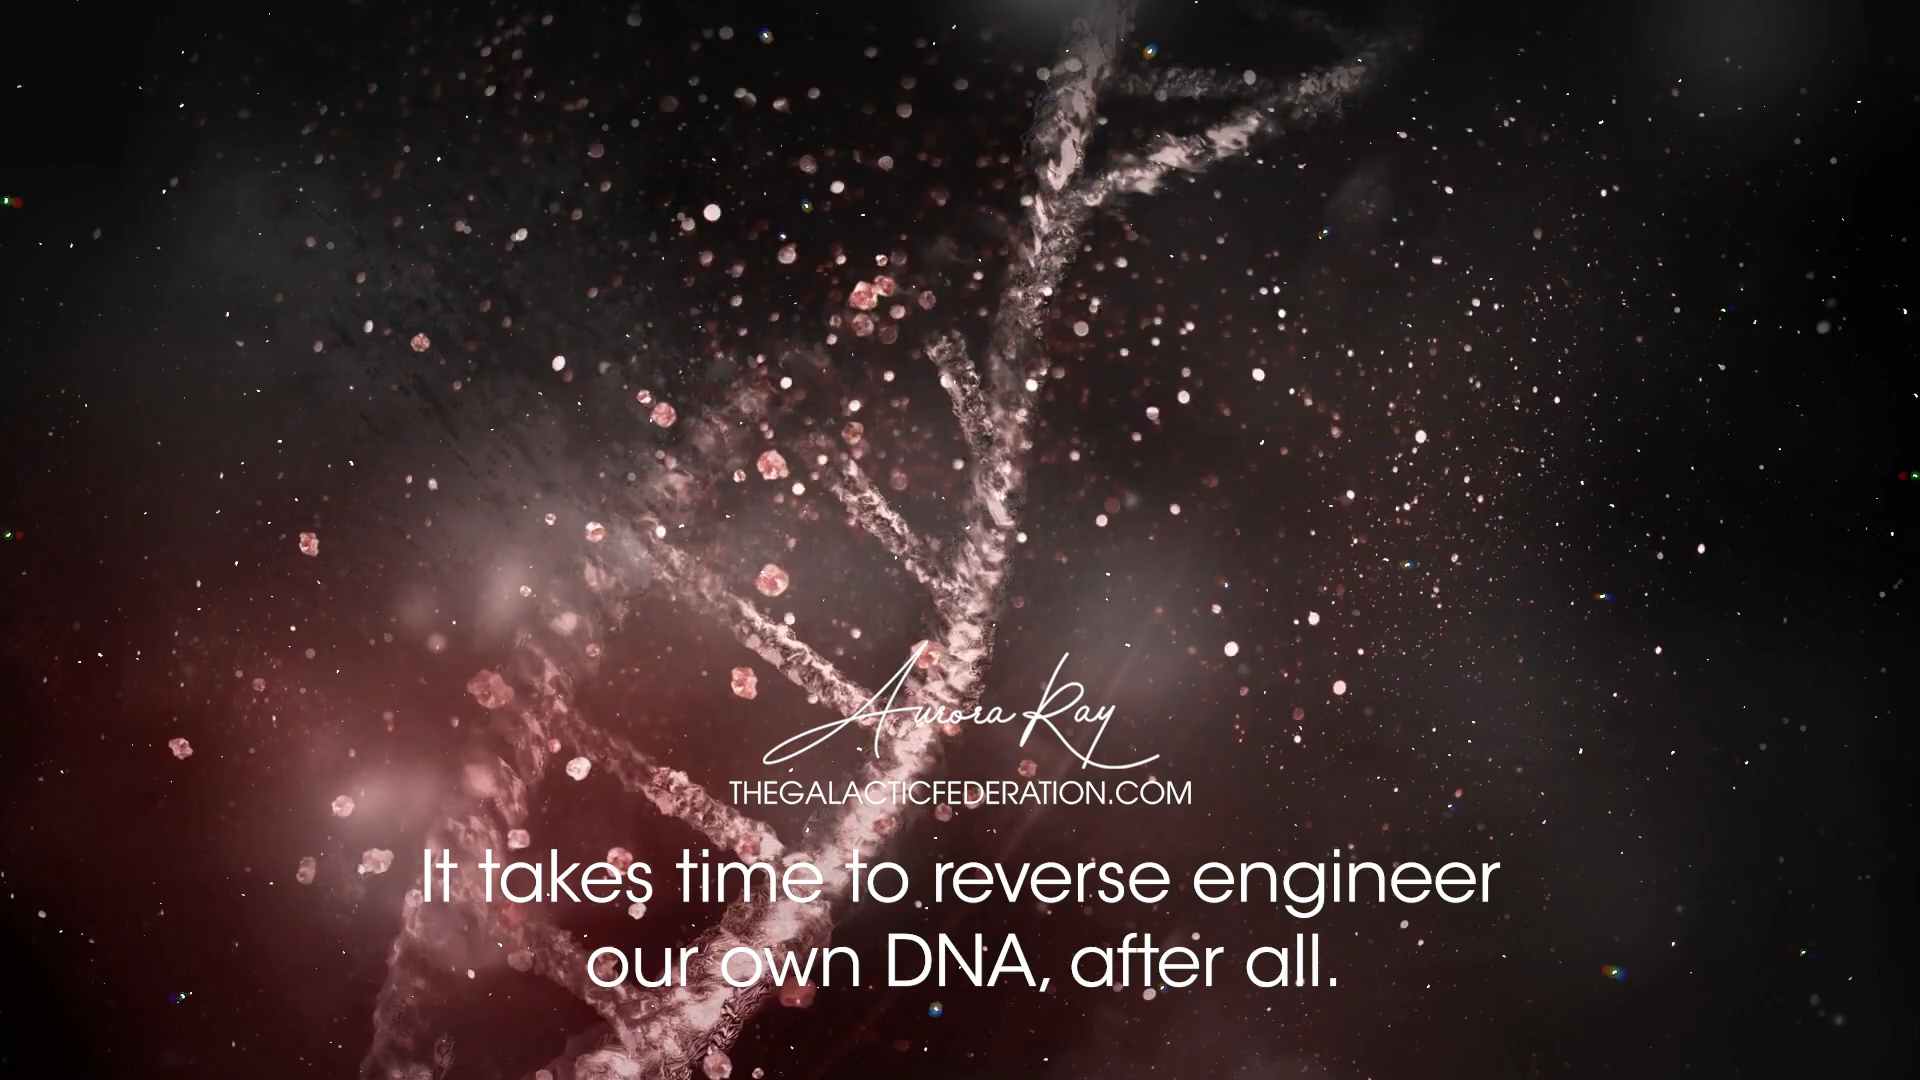 Aurora Ray
THEGALACTICFEDERATION.COM
It takes time to reverse engineer
our own DNA, after all.